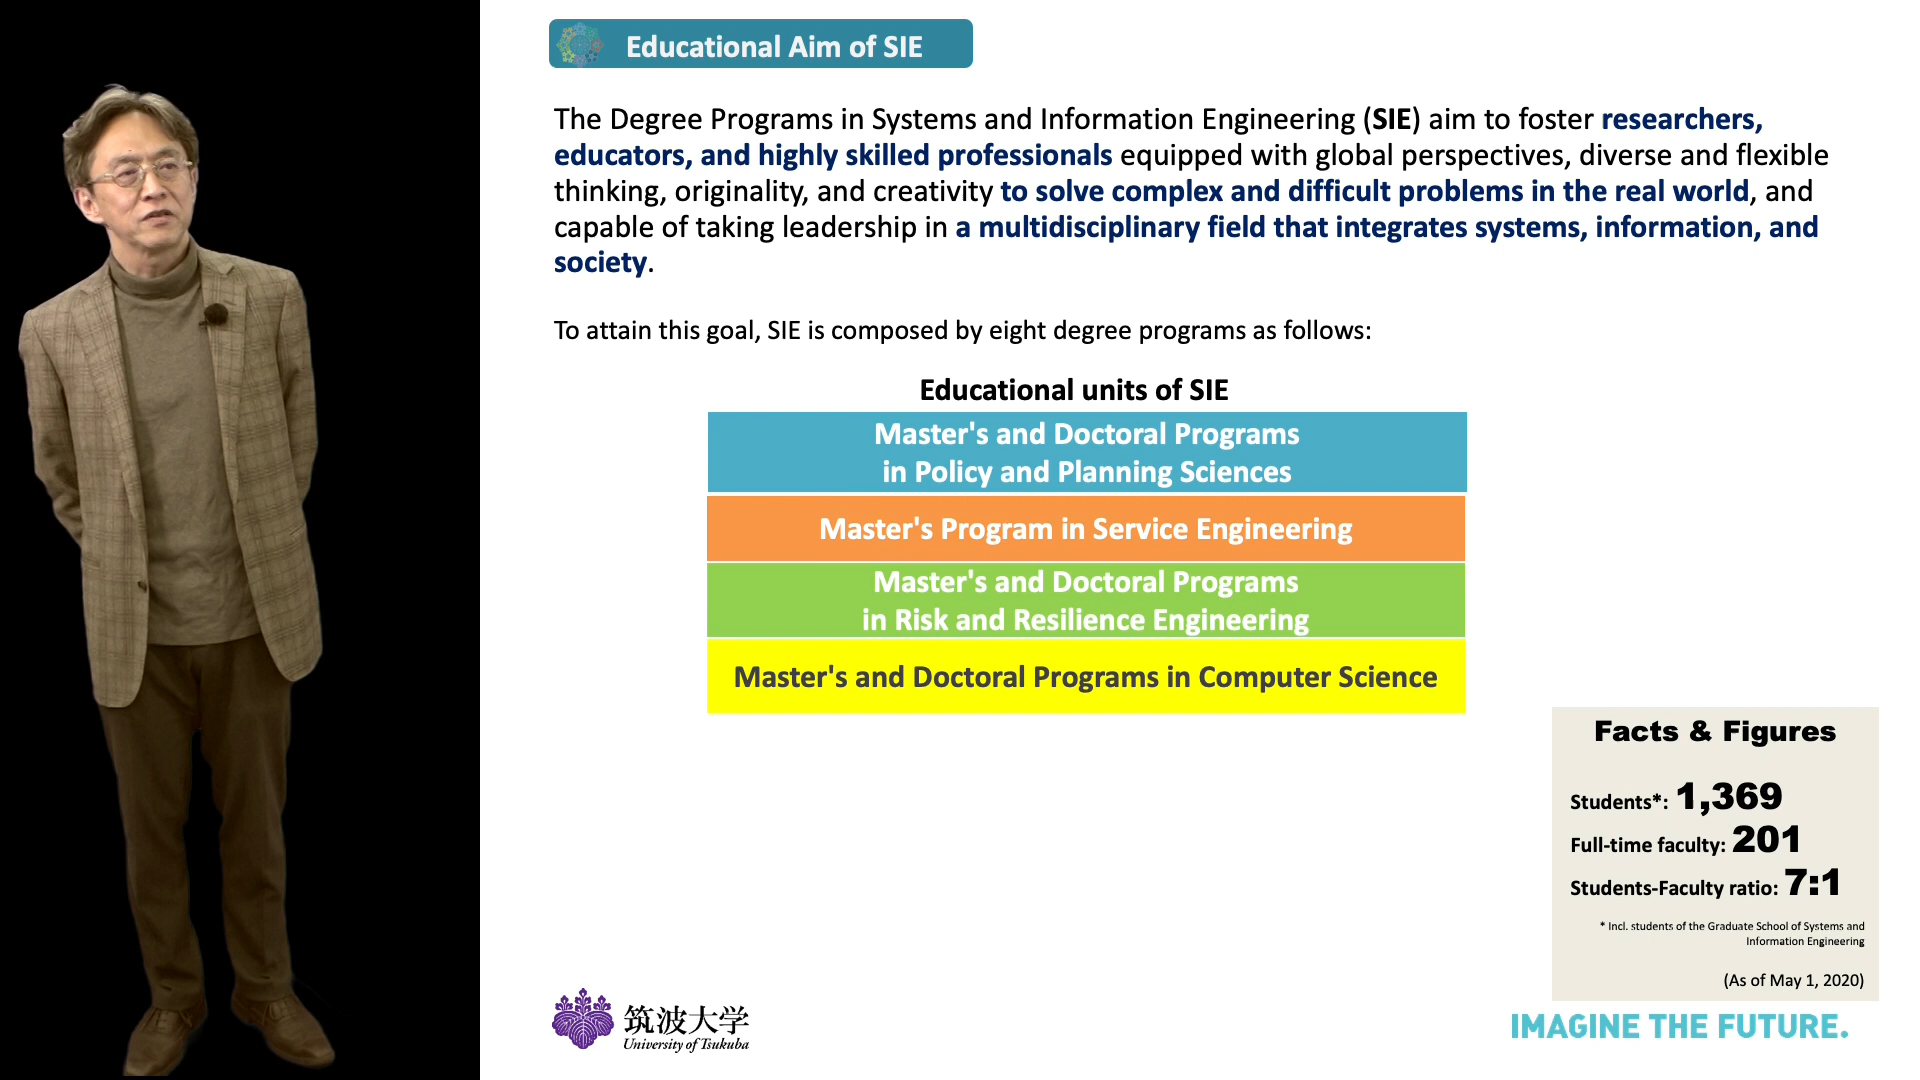 Educational Aim of SIE
The Degree Programs in Systems and Information Engineering (SIE) aim to foster researchers,
educators, and highly skilled professionals equipped with global perspectives, diverse and flexible
thinking, originality, and creativity to solve complex and difficult problems in the real world, and
capable of taking leadership in a multidisciplinary field that integrates systems, information, and
society.
To attain this goal, SIE is composed by eight degree programs as follows:
Educational units of SIE
Master's and Doctoral Programs
in Policy and Planning Sciences
Master's Program in Service Engineering
Master's and Doctoral Programs
in Risk and Resilience Engineering
Master's and Doctoral Programs in Computer Science
Facts & Figures
Students*: 1,369
Full-time faculty: 201
Students-Faculty ratio: 7:1
* Incl. students of the Graduate School of Systems and
Information Engineering
(As of May 1, 2020)
筑波大学
University of Tsukuba
IMAGINE THE FUTURE.